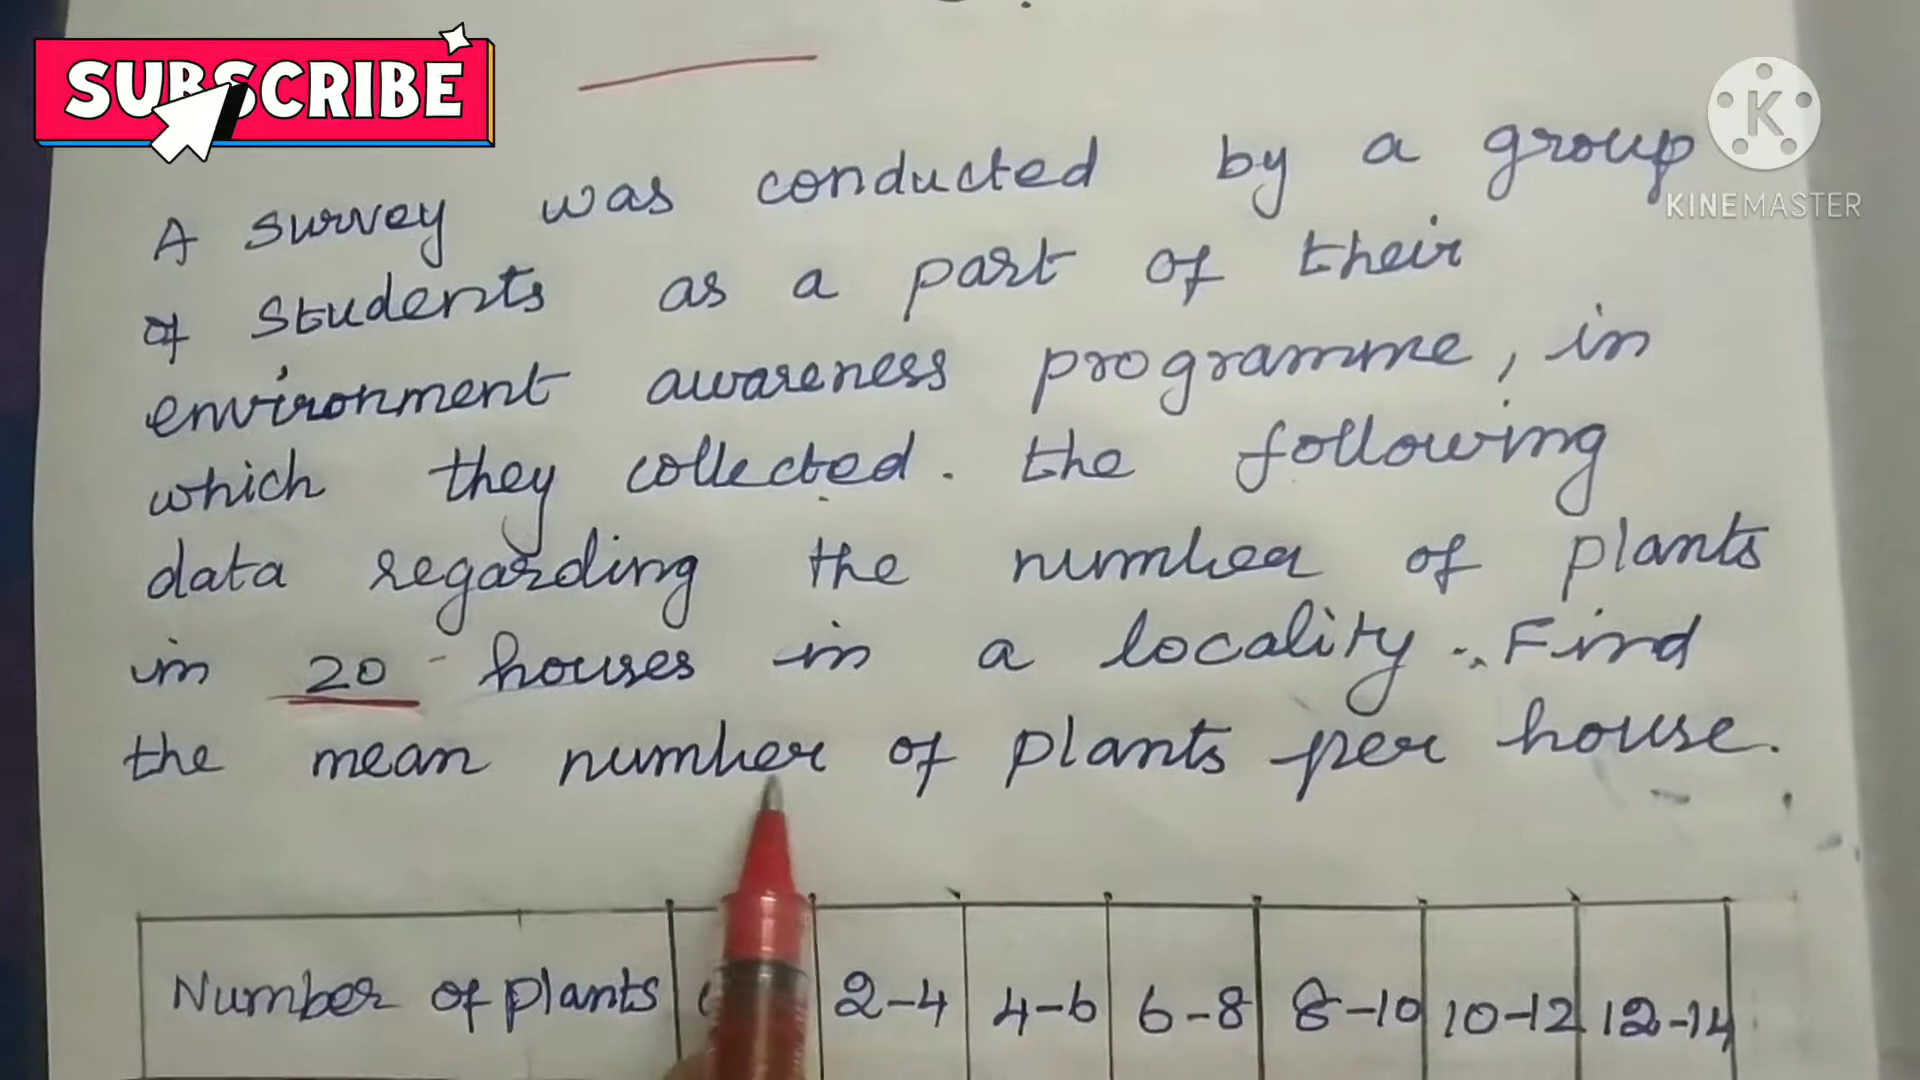 SUBSCRIBE
K
KINEMASTER
A survey was conducted by a group
of students as a part of their
environment awareness programme, in
which they collected. the following
data regarding the number of plants
in 20 houses in a locality. Find
the mean number of plants per house.
Number of plants 2-4 4-6 6-8 8-10 10-12 12-14